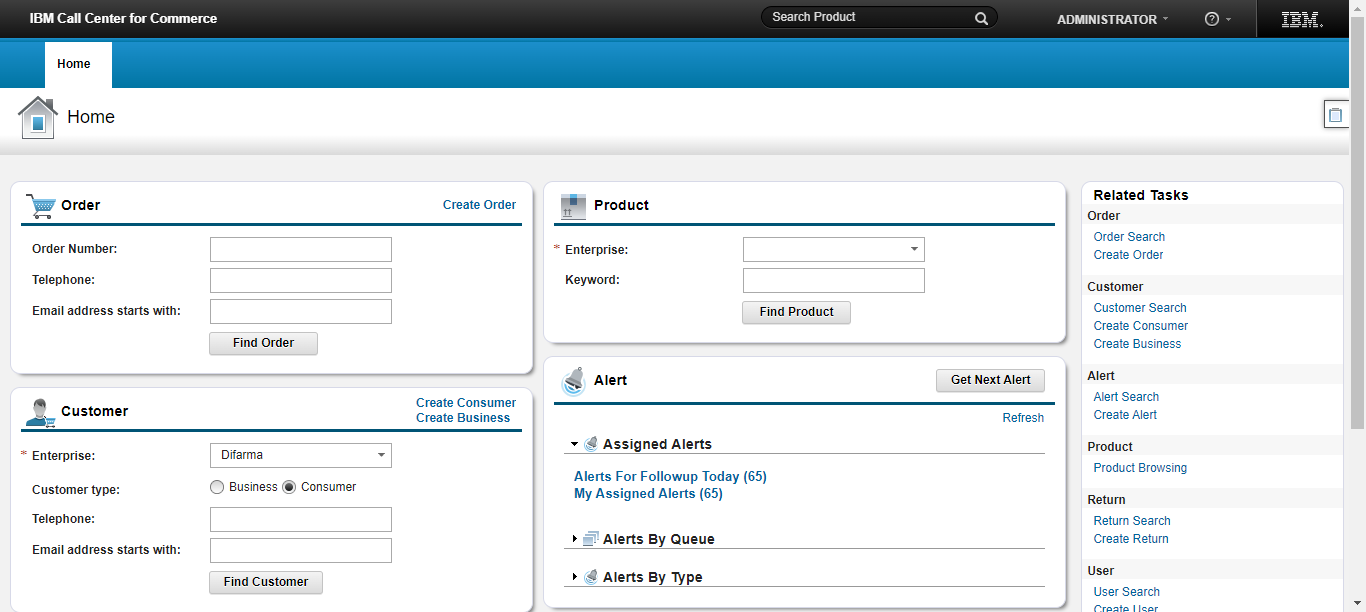 IBM Call Center for Commerce
Search Product
ADMINISTRATOR
?
IBM.
Home
Home
Order
Create Order
Order Number:
Telephone:
Email address starts with:
Find Order
Customer
Create Consumer
Create Business
* Enterprise:
Difarma
Customer type:
Business
Consumer
Telephone:
Email address starts with:
Find Customer
Product
* Enterprise:
Keyword:
Find Product
Alert
Get Next Alert
Refresh
Assigned Alerts
Alerts For Followup Today (65)
My Assigned Alerts (65)
Alerts By Queue
Alerts By Type
Related Tasks
Order
Order Search
Create Order
Customer
Customer Search
Create Consumer
Create Business
Alert
Alert Search
Create Alert
Product
Product Browsing
Return
Return Search
Create Return
User
User Search
Create User